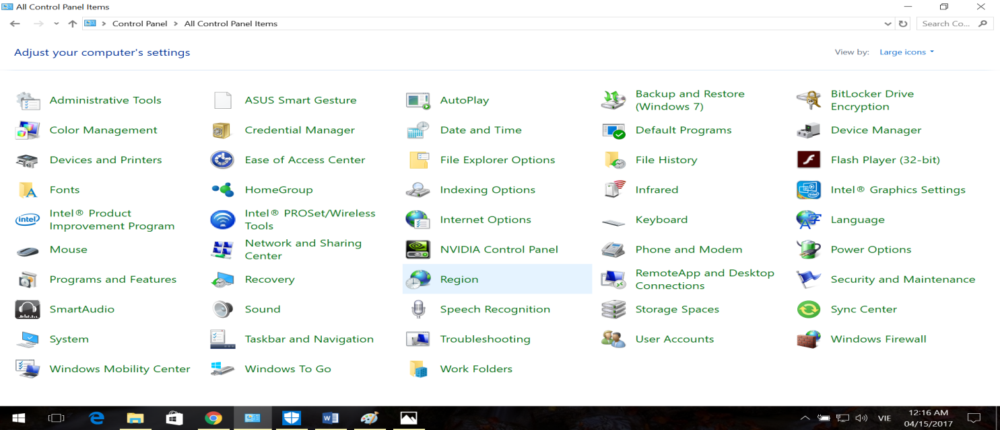 All Control Panel Items
Control Panel > All Control Panel Items
Search Co...
Adjust your computer's settings
View by: Large icons
Administrative Tools
ASUS Smart Gesture
AutoPlay
Backup and Restore
(Windows 7)
BitLocker Drive
Encryption
Color Management
Credential Manager
Date and Time
Default Programs
Device Manager
Devices and Printers
Ease of Access Center
File Explorer Options
File History
Flash Player (32-bit)
Fonts
HomeGroup
Indexing Options
Infrared
Intel® Graphics Settings
Intel® Product
Improvement Program
Intel® PROSet/Wireless
Tools
Internet Options
Keyboard
Language
Mouse
Network and Sharing
Center
NVIDIA Control Panel
Phone and Modem
Power Options
Programs and Features
Recovery
Region
RemoteApp and Desktop
Connections
Security and Maintenance
SmartAudio
Sound
Speech Recognition
Storage Spaces
Sync Center
System
Taskbar and Navigation
Troubleshooting
User Accounts
Windows Firewall
Windows Mobility Center
Windows To Go
Work Folders
VIE
12:16 AM
04/15/2017